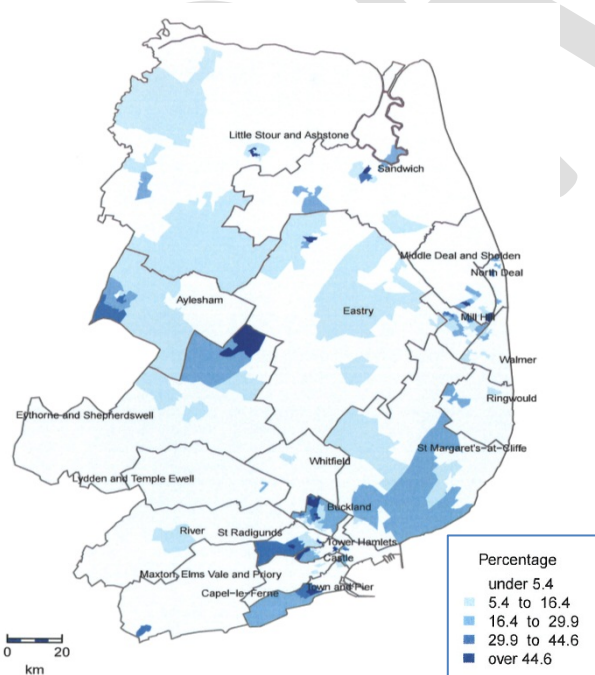 Little Stour and Ashstone
Sandwich
Middle Deal and Sholden
North Deal
Aylesham
Eastry
Mill Hill
Walmer
Ringwould
Eythorne and Shepherdswell
St Margaret's-at-Cliffe
Whitfield
Lydden and Temple Ewell
Buckland
River
St Radigunds
Tower Hamlets
Castle
Maxton, Elms Vale and Priory
Town and Pier
Capel-le-Ferne
Percentage
under 5.4
5.4 to 16.4
16.4 to 29.9
29.9 to 44.6
over 44.6
0 20
km